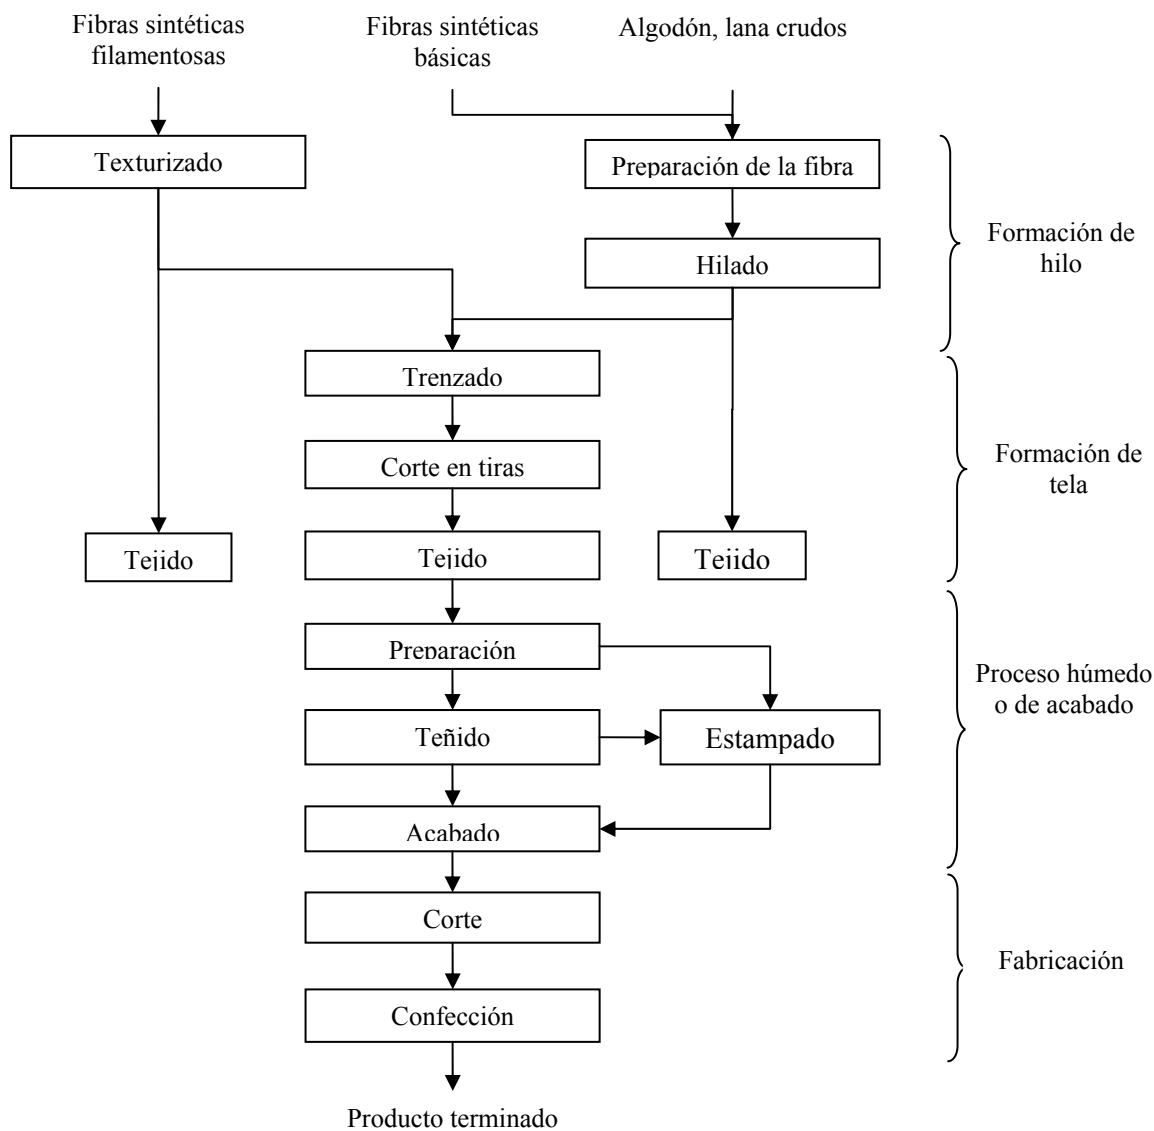 Fibras sintéticas
filamentosas
Fibras sintéticas
básicas
Algodón, lana crudos
Texturizado
Preparación de la fibra
Hilado
Formación de
hilo
Trenzado
Corte en tiras
Formación de
tela
Tejido
Tejido
Tejido
Preparación
Proceso húmedo
o de acabado
Teñido
Estampado
Acabado
Corte
Fabricación
Confección
Producto terminado